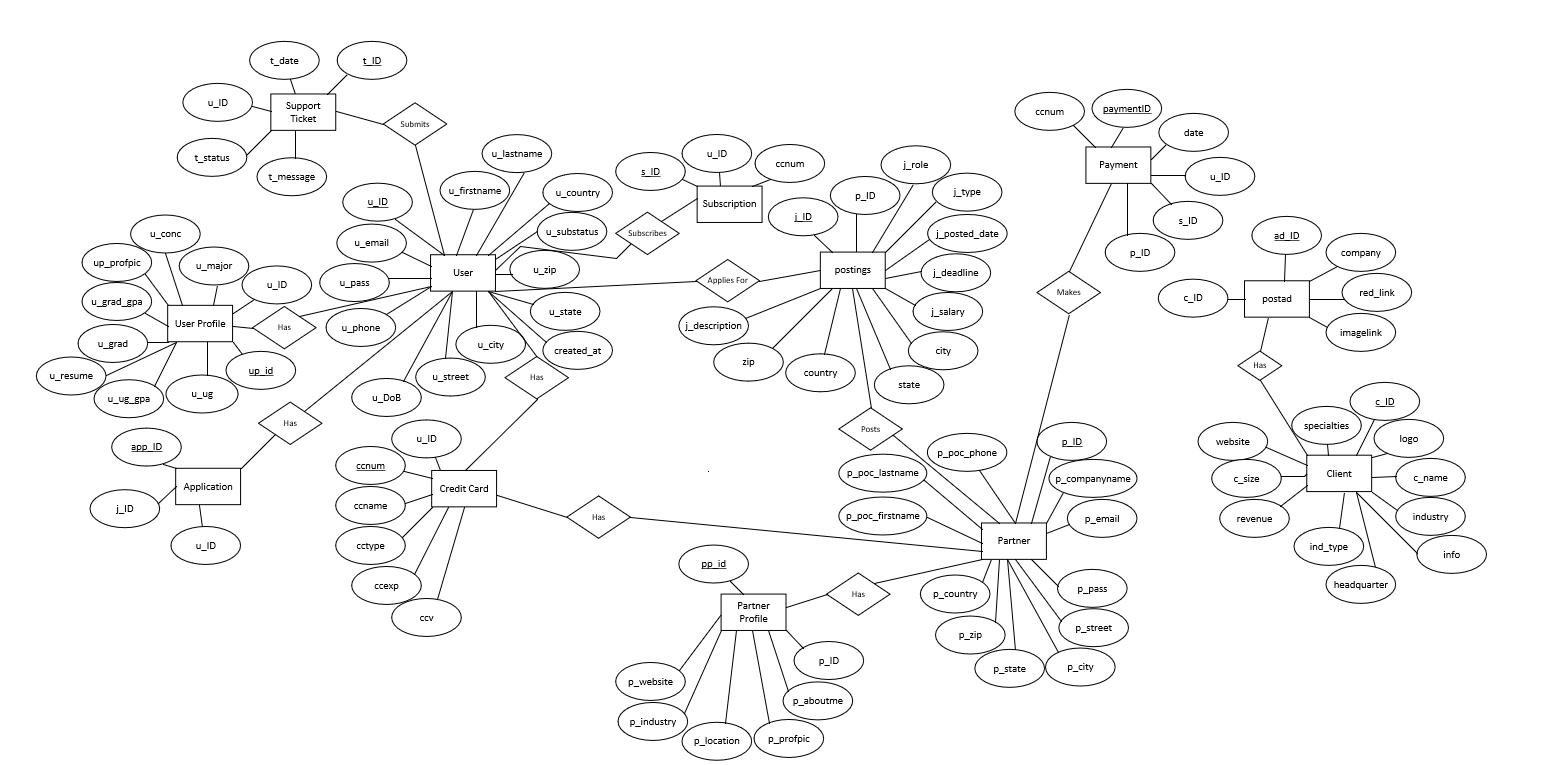 t_date
t_ID
u_ID
Support
Ticket
t_status
t_message
Submits
u_lastname
u_firstname
u_country
u_ID
u_substatus
u_email
User
u_zip
u_pass
u_state
u_phone
u_city
created_at
u_street
u_DoB
Subscribes
s_ID
u_ID
ccnum
Subscription
Applies For
j_role
p_ID
j_type
j_ID
j_posted_date
postings
j_deadline
j_salary
j_description
city
zip
country
state
ccnum
paymentID
date
Payment
u_ID
s_ID
p_ID
Makes
ad_ID
company
c_ID
postad
red_link
imagelink
Has
u_conc
up_profpic
u_major
u_ID
u_grad_gpa
User Profile
Has
u_grad
u_resume
up_id
u_ug_gpa
u_ug
Has
Has
app_ID
Application
j_ID
u_ID
u_ID
ccnum
Credit Card
ccname
cctype
ccexp
ccv
Has
Posts
p_poc_phone
p_ID
p_poc_lastname
p_companyname
p_poc_firstname
p_email
Partner
p_country
p_pass
p_zip
p_street
p_state
p_city
c_ID
specialties
website
logo
c_size
Client
c_name
revenue
industry
ind_type
info
headquarter
pp_id
Has
Partner
Profile
p_website
p_ID
p_industry
p_aboutme
p_location
p_profpic